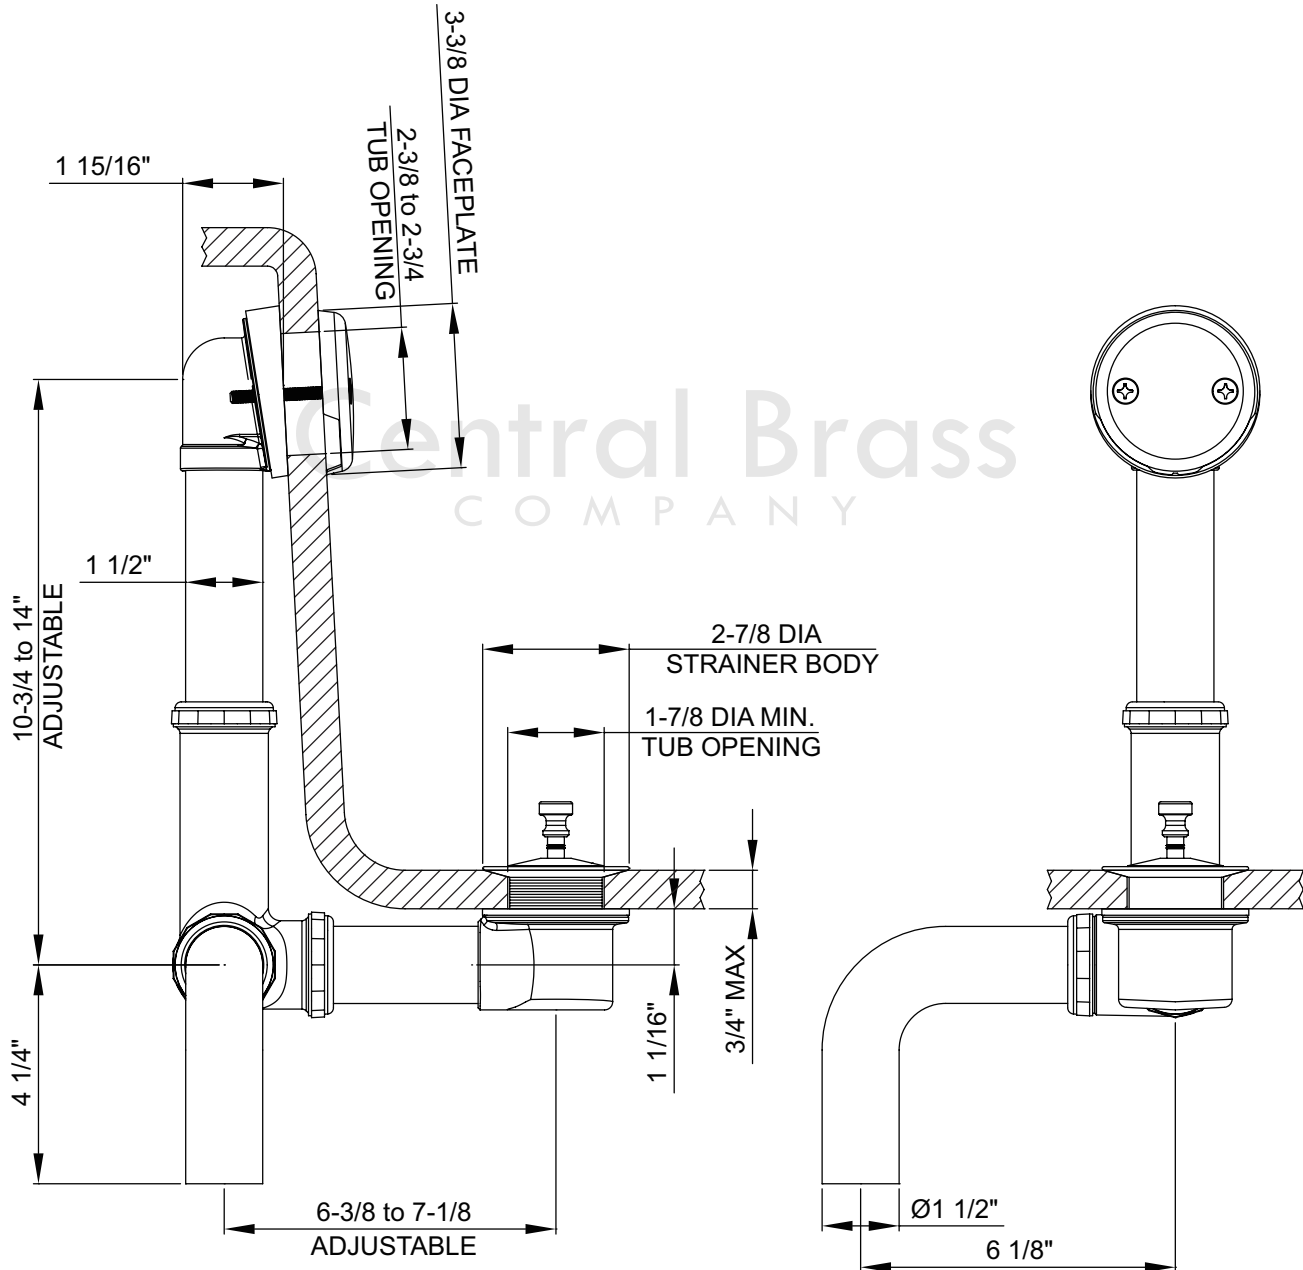 3-3/8 DIA FACEPLATE
2-3/8 to 2-3/4
TUB OPENING
1 15/16"
Central Brass
COMPANY
1 1/2"
10-3/4 to 14"
ADJUSTABLE
2-7/8 DIA
STRAINER BODY
1-7/8 DIA MIN.
TUB OPENING
4 1/4"
1 1/16"
3/4" MAX
6-3/8 to 7-1/8
ADJUSTABLE
Ø1 1/2"
6 1/8"